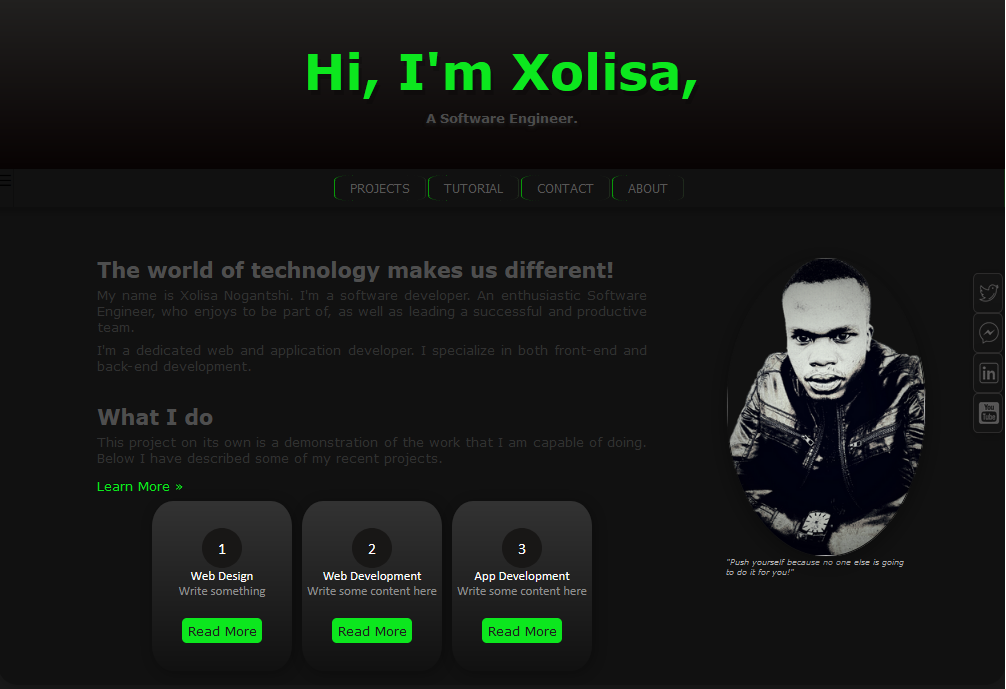 Hi, I'm Xolisa,
A Software Engineer.
PROJECTS TUTORIAL CONTACT ABOUT
The world of technology makes us different!
My name is Xolisa Nogantshi. I'm a software developer. An enthusiastic Software
Engineer, who enjoys to be part of, as well as leading a successful and productive
team.
I'm a dedicated web and application developer. I specialize in both front-end and
back-end development.
What I do
This project on its own is a demonstration of the work that I am capable of doing.
Below I have described some of my recent projects.
Learn More »
1
Web Design
Write something
Read More
2
Web Development
Write some content here
Read More
3
App Development
Write some content here
Read More
"Push yourself because no one else is going
to do it for you!"
in
You
Tube